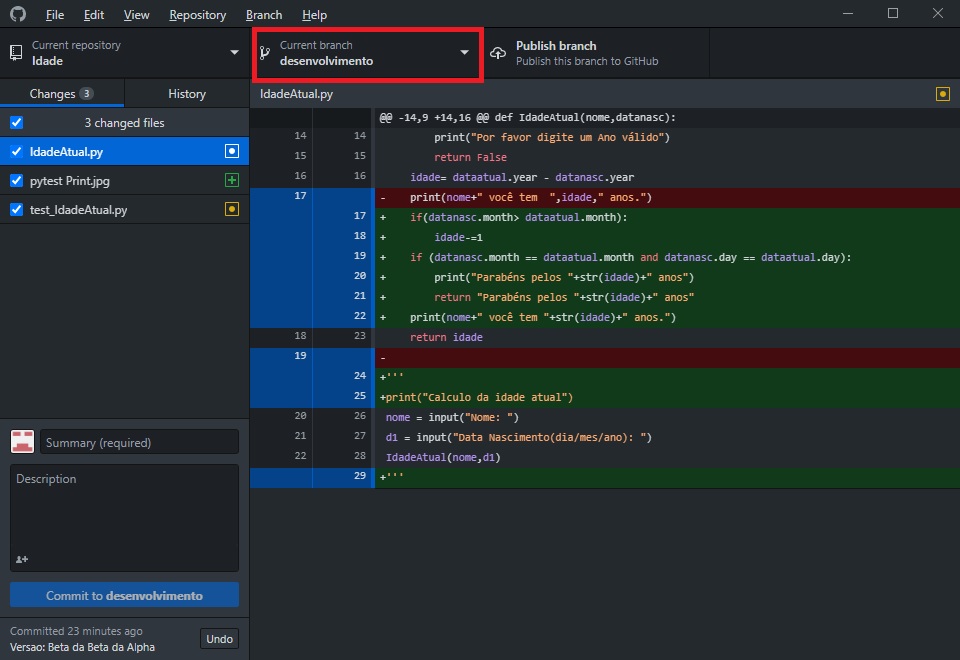 File Edit View Repository Branch Help
Current repository
Idade
Current branch
desenvolvimento
Publish branch
Publish this branch to GitHub
Changes 3 History
3 changed files
IdadeAtual.py
pytest Print.jpg
test_IdadeAtual.py
IdadeAtual.py
@@ -14,9 +14,16 @@ def IdadeAtual(nome,datanasc):
14 14 print("Por favor digite um Ano válido")
15 15 return False
16 16 idade= dataatual.year - datanasc.year
17 - print(nome+" você tem  ",idade," anos.")
17 + if(datanasc.month> dataatual.month):
18 + idade-=1
19 + if (datanasc.month == dataatual.month and datanasc.day == dataatual.day):
20 + print("Parabéns pelos "+str(idade)+" anos")
21 + return "Parabéns pelos "+str(idade)+" anos"
22 + print(nome+" você tem "+str(idade)+" anos.")
18 23 return idade
19 -
24 +'''
25 +print("Calculo da idade atual")
20 26 nome = input("Nome: ")
21 27 d1 = input("Data Nascimento(dia/mes/ano): ")
22 28 IdadeAtual(nome,d1)
29 +'''
Summary (required)
Description
Commit to desenvolvimento
Committed 23 minutes ago
Versao: Beta da Beta da Alpha
Undo